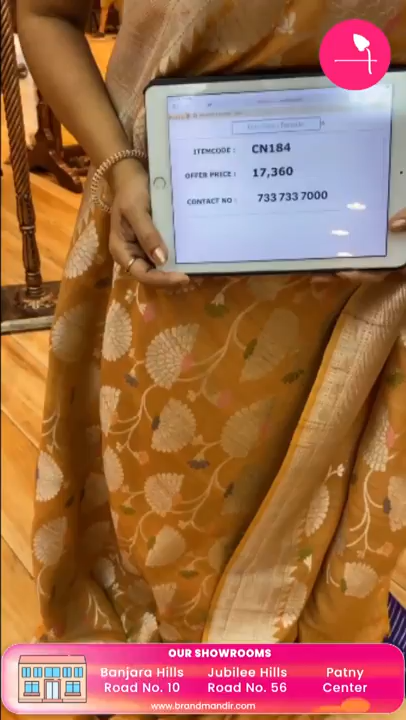 ITEMCODE : CN184
OFFER PRICE : 17,360
CONTACT NO : 733 733 7000
OUR SHOWROOMS
Banjara Hills Jubilee Hills Patny
Road No. 10 Road No. 56 Center
www.brandmandir.com